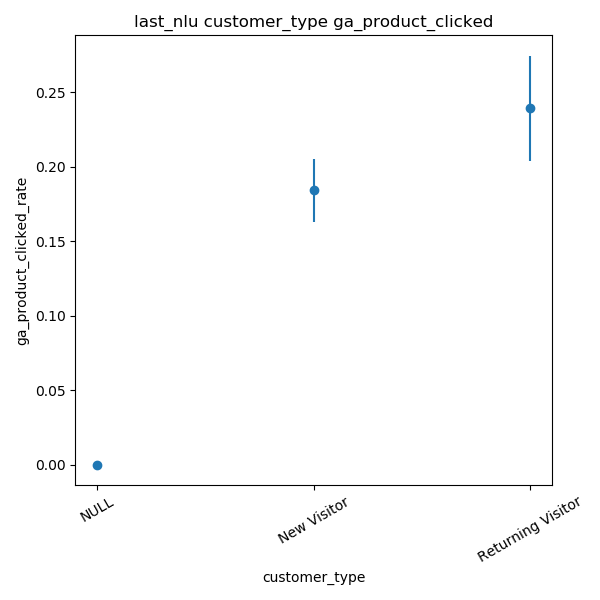 last_nlu customer_type ga_product_clicked
ga_product_clicked_rate
0.25
0.20
0.15
0.10
0.05
0.00
NULL
New Visitor
Returning Visitor
customer_type